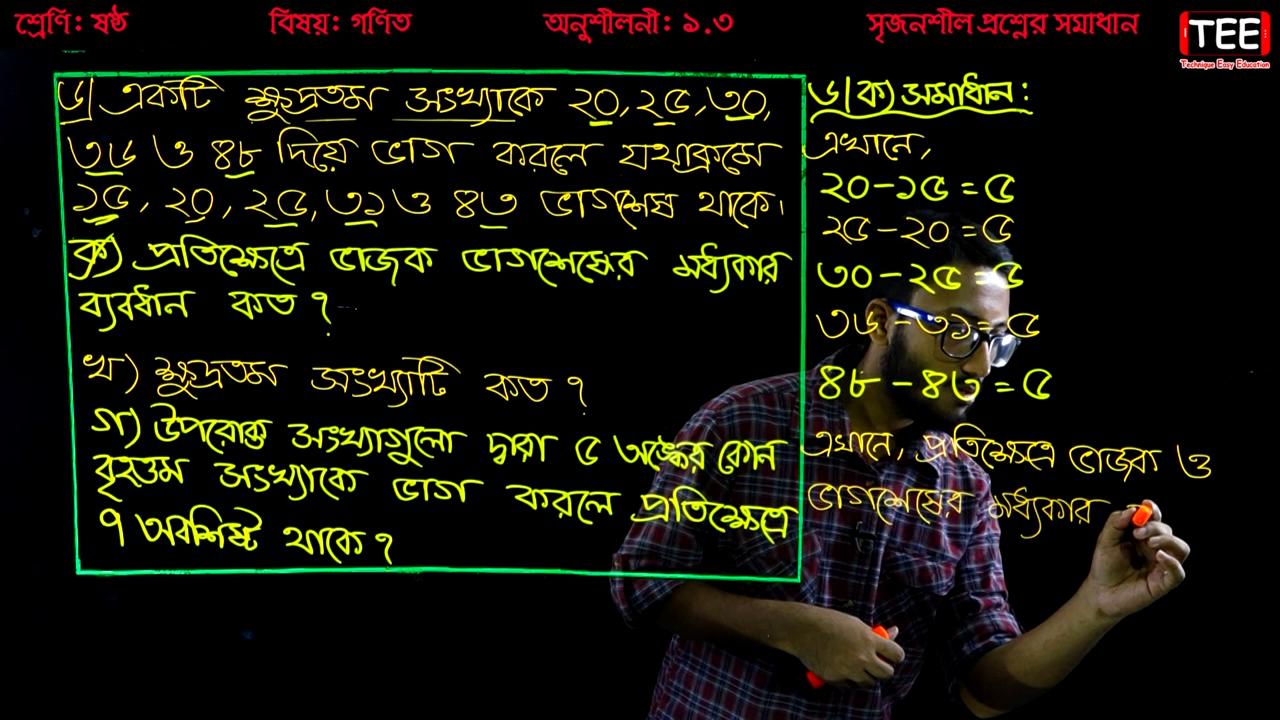 শ্রেণি: ষষ্ঠ
বিষয়: গণিত
অনুশীলনী: ১.৩
সৃজনশীল প্রশ্নের সমাধান
TEE
Technique Easy Education
৬। একটি ক্ষুদ্রতম সংখ্যাকে ২০, ২৫, ৩০,
৩৬ ও ৪৮ দিয়ে ভাগ করলে যথাক্রমে
১৫, ২০, ২৫, ৩১ ও ৪৩ ভাগশেষ থাকে।
ক) প্রতিক্ষেত্রে ভাজক ভাগশেষের মধ্যকার
ব্যবধান কত ?
খ) ক্ষুদ্রতম সংখ্যাটি কত ?
গ) উপরোক্ত সংখ্যাগুলো দ্বারা ৫ অঙ্কের কোন
বৃহত্তম সংখ্যাকে ভাগ করলে প্রতিক্ষেত্রে
৭ অবশিষ্ট থাকে ?
৬। (ক) সমাধান:
এখানে,
২০-১৫ = ৫
২৫-২০ = ৫
৩০-২৫ = ৫
৩৬-৩১ = ৫
৪৮-৪৩ = ৫
এখানে, প্রতিক্ষেত্রে ভাজক ও
ভাগশেষের মধ্যকার